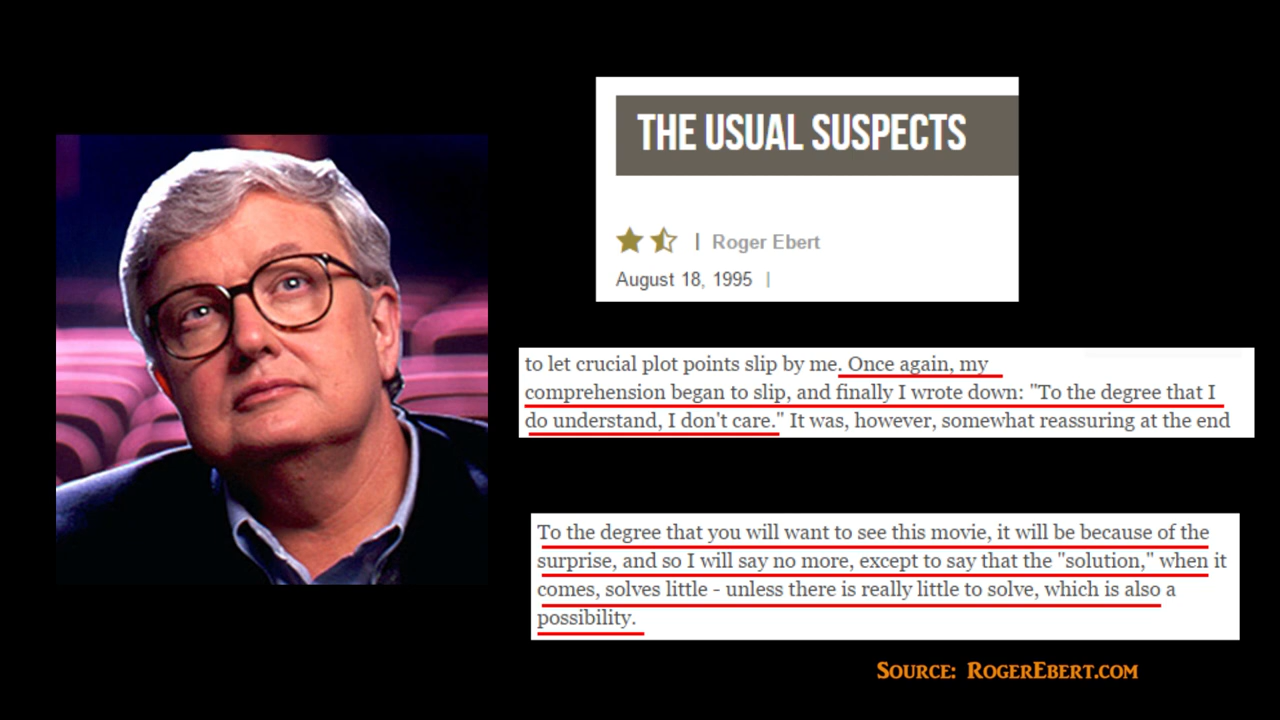 THE USUAL SUSPECTS
| Roger Ebert
August 18, 1995 |
to let crucial plot points slip by me. Once again, my
comprehension began to slip, and finally I wrote down: "To the degree that I
do understand, I don't care." It was, however, somewhat reassuring at the end
To the degree that you will want to see this movie, it will be because of the
surprise, and so I will say no more, except to say that the "solution," when it
comes, solves little - unless there is really little to solve, which is also a
possibility.
SOURCE: ROGEREBERT.COM